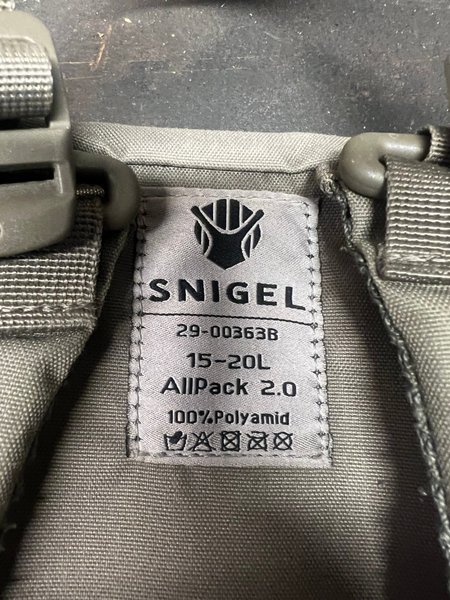 SNIGEL
29-00363B
15-20L
AllPack 2.0
100%Polyamid